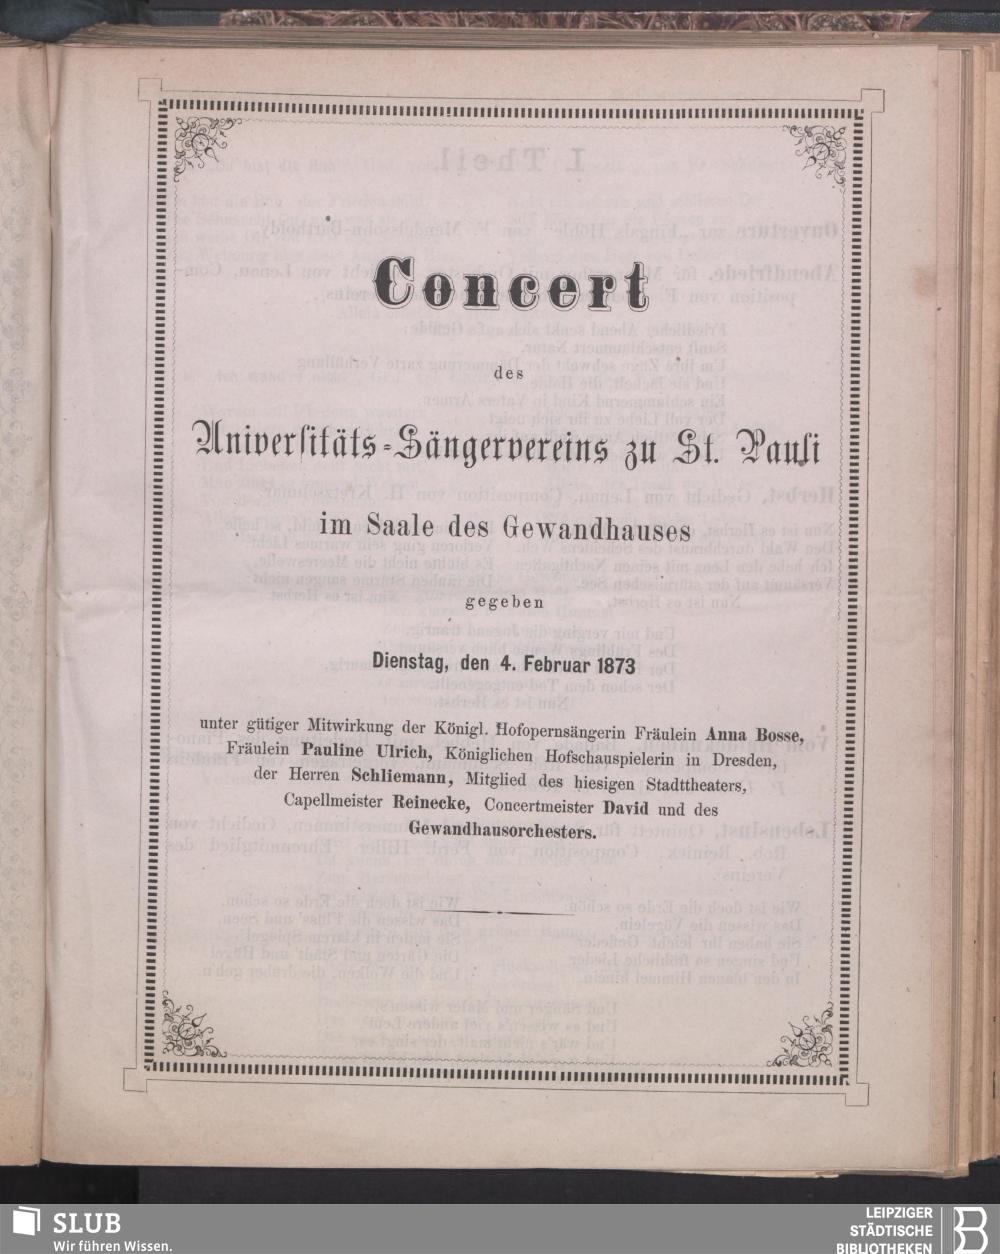 Concert
des
Universitäts-Sängervereins zu St. Pauli
im Saale des Gewandhauses
gegeben
Dienstag, den 4. Februar 1873
unter gütiger Mitwirkung der Königl. Hofopernsängerin Fräulein Anna Bosse,
Fräulein Pauline Ulrich, Königlichen Hofschauspielerin in Dresden,
der Herren Schliemann, Mitglied des hiesigen Stadttheaters,
Capellmeister Reinecke, Concertmeister David und des
Gewandhausorchesters.
SLUB
Wir führen Wissen.
LEIPZIGER
STÄDTISCHE
BIBLIOTHEKEN